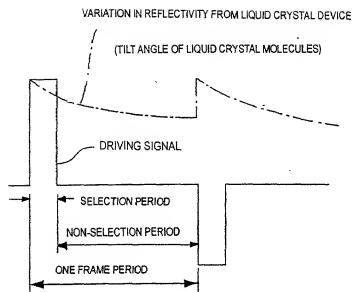 VARIATION IN REFLECTIVITY FROM LIQUID CRYSTAL DEVICE
(TILT ANGLE OF LIQUID CRYSTAL MOLECULES)
DRIVING SIGNAL
SELECTION PERIOD
NON-SELECTION PERIOD
ONE FRAME PERIOD